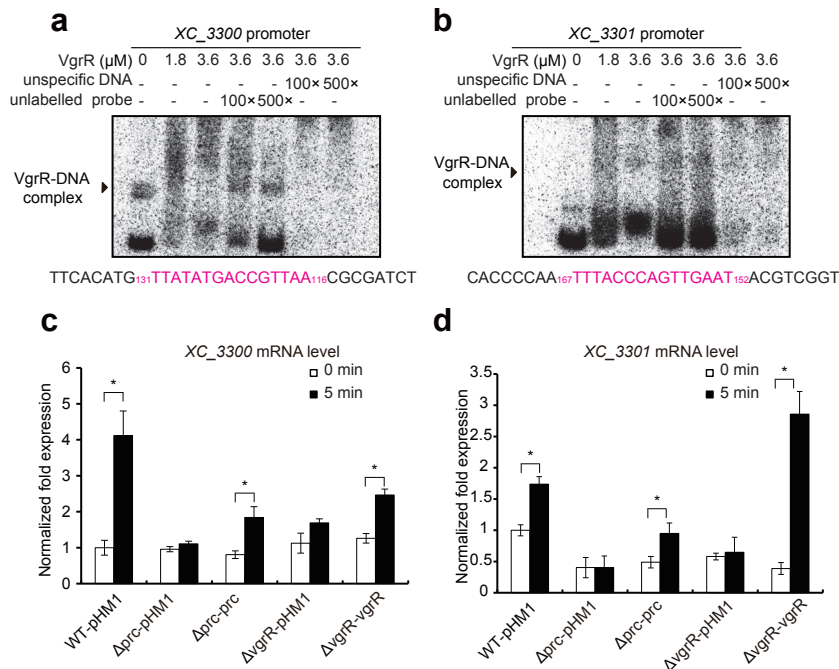 a
XC_3300 promoter
VgrR (μM) 0 1.8 3.6 3.6 3.6 3.6 3.6
unspecific DNA - - - - - 100× 500×
unlabelled probe - - - 100× 500× - -
VgrR-DNA
complex
TTCACATG131TTATATGACCGTTAA116CGCGATCT
b
XC_3301 promoter
VgrR (μM) 0 1.8 3.6 3.6 3.6 3.6 3.6
unspecific DNA - - - - - 100× 500×
unlabelled probe - - - 100× 500× - -
VgrR-DNA
complex
CACCCCAA167TTTACCCAGTTGAAT152ACGTCGGT
c
XC_3300 mRNA level
0 min
5 min
Normalized fold expression
6
5
4
3
2
1
0
*
*
*
WT-pHM1
Δprc-pHM1
Δprc-prc
ΔvgrR-pHM1
ΔvgrR-vgrR
d
XC_3301 mRNA level
0 min
5 min
Normalized fold expression
3.5
3
2.5
2
1.5
1
0.5
0
*
*
*
WT-pHM1
Δprc-pHM1
Δprc-prc
ΔvgrR-pHM1
ΔvgrR-vgrR